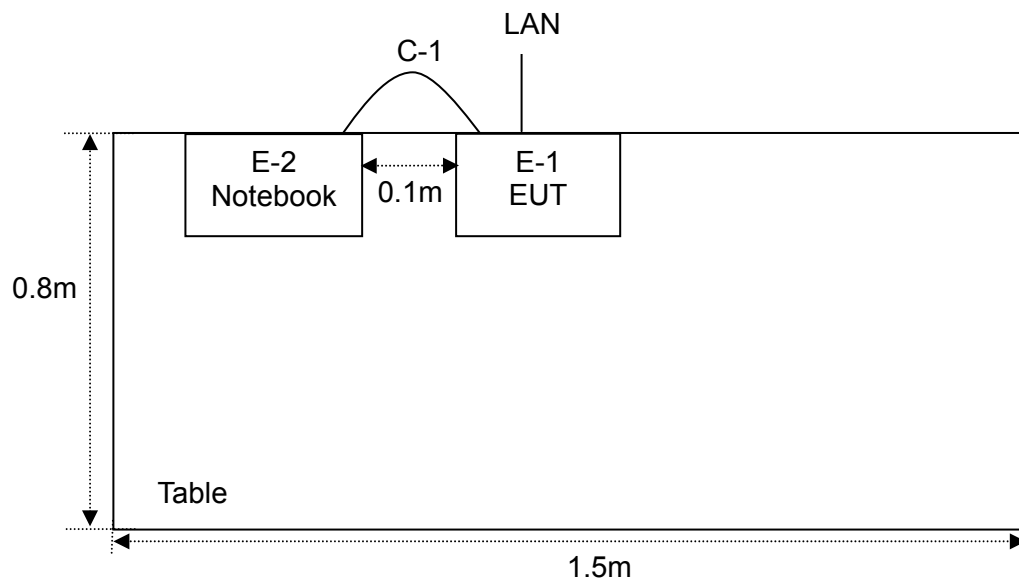 LAN
C-1
E-2
Notebook
0.1m
E-1
EUT
0.8m
Table
1.5m